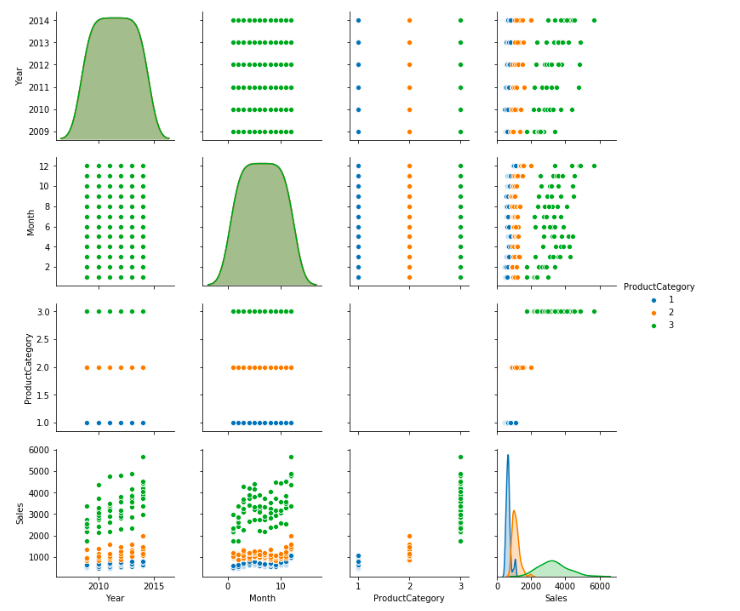 2014
2013
2012
2011
2010
2009
Year
12
10
8
6
4
2
Month
ProductCategory
1
2
3
3.0
2.5
2.0
1.5
1.0
ProductCategory
6000
5000
4000
3000
2000
1000
Sales
2010 2015
Year
0 10
Month
1 2 3
ProductCategory
0 2000 4000 6000
Sales